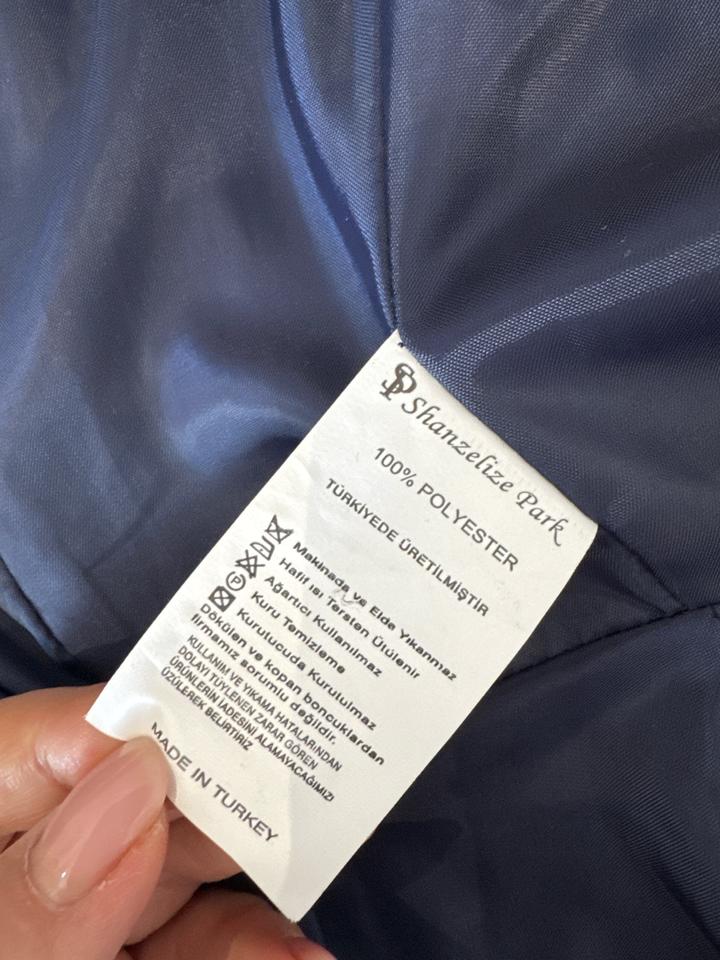 SP Shanzelize Park
100% POLYESTER
TÜRKİYEDE ÜRETİLMİŞTİR
Makinada ve Elde Yıkanmaz
Hafif Isı Tersten Ütülenir
Ağartıcı Kullanılmaz
P Kuru Temizleme
Kurutucuda Kurutulmaz
Dökülen ve kopan boncuklardan
firmamız sorumlu değildir.
KULLANIM VE YIKAMA HATALARINDAN
DOLAYI TÜYLENEN ZARAR GÖREN
ÜRÜNLERİN İADESİNİ ALAMAYACAĞIMIZI
ÜZÜLEREK BELİRTİRİZ
MADE IN TURKEY